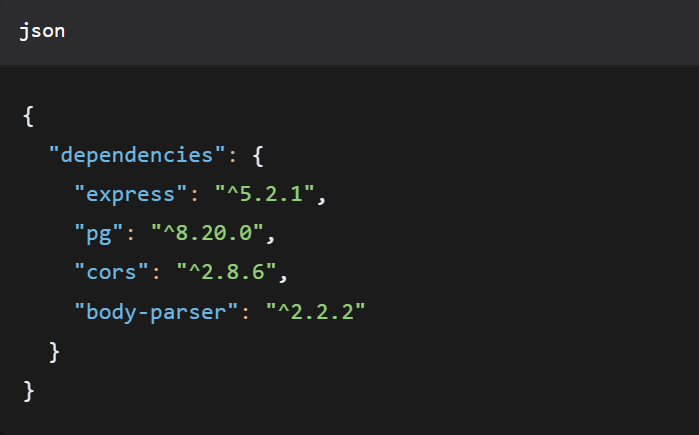 json
{
"dependencies": {
"express": "^5.2.1",
"pg": "^8.20.0",
"cors": "^2.8.6",
"body-parser": "^2.2.2"
}
}